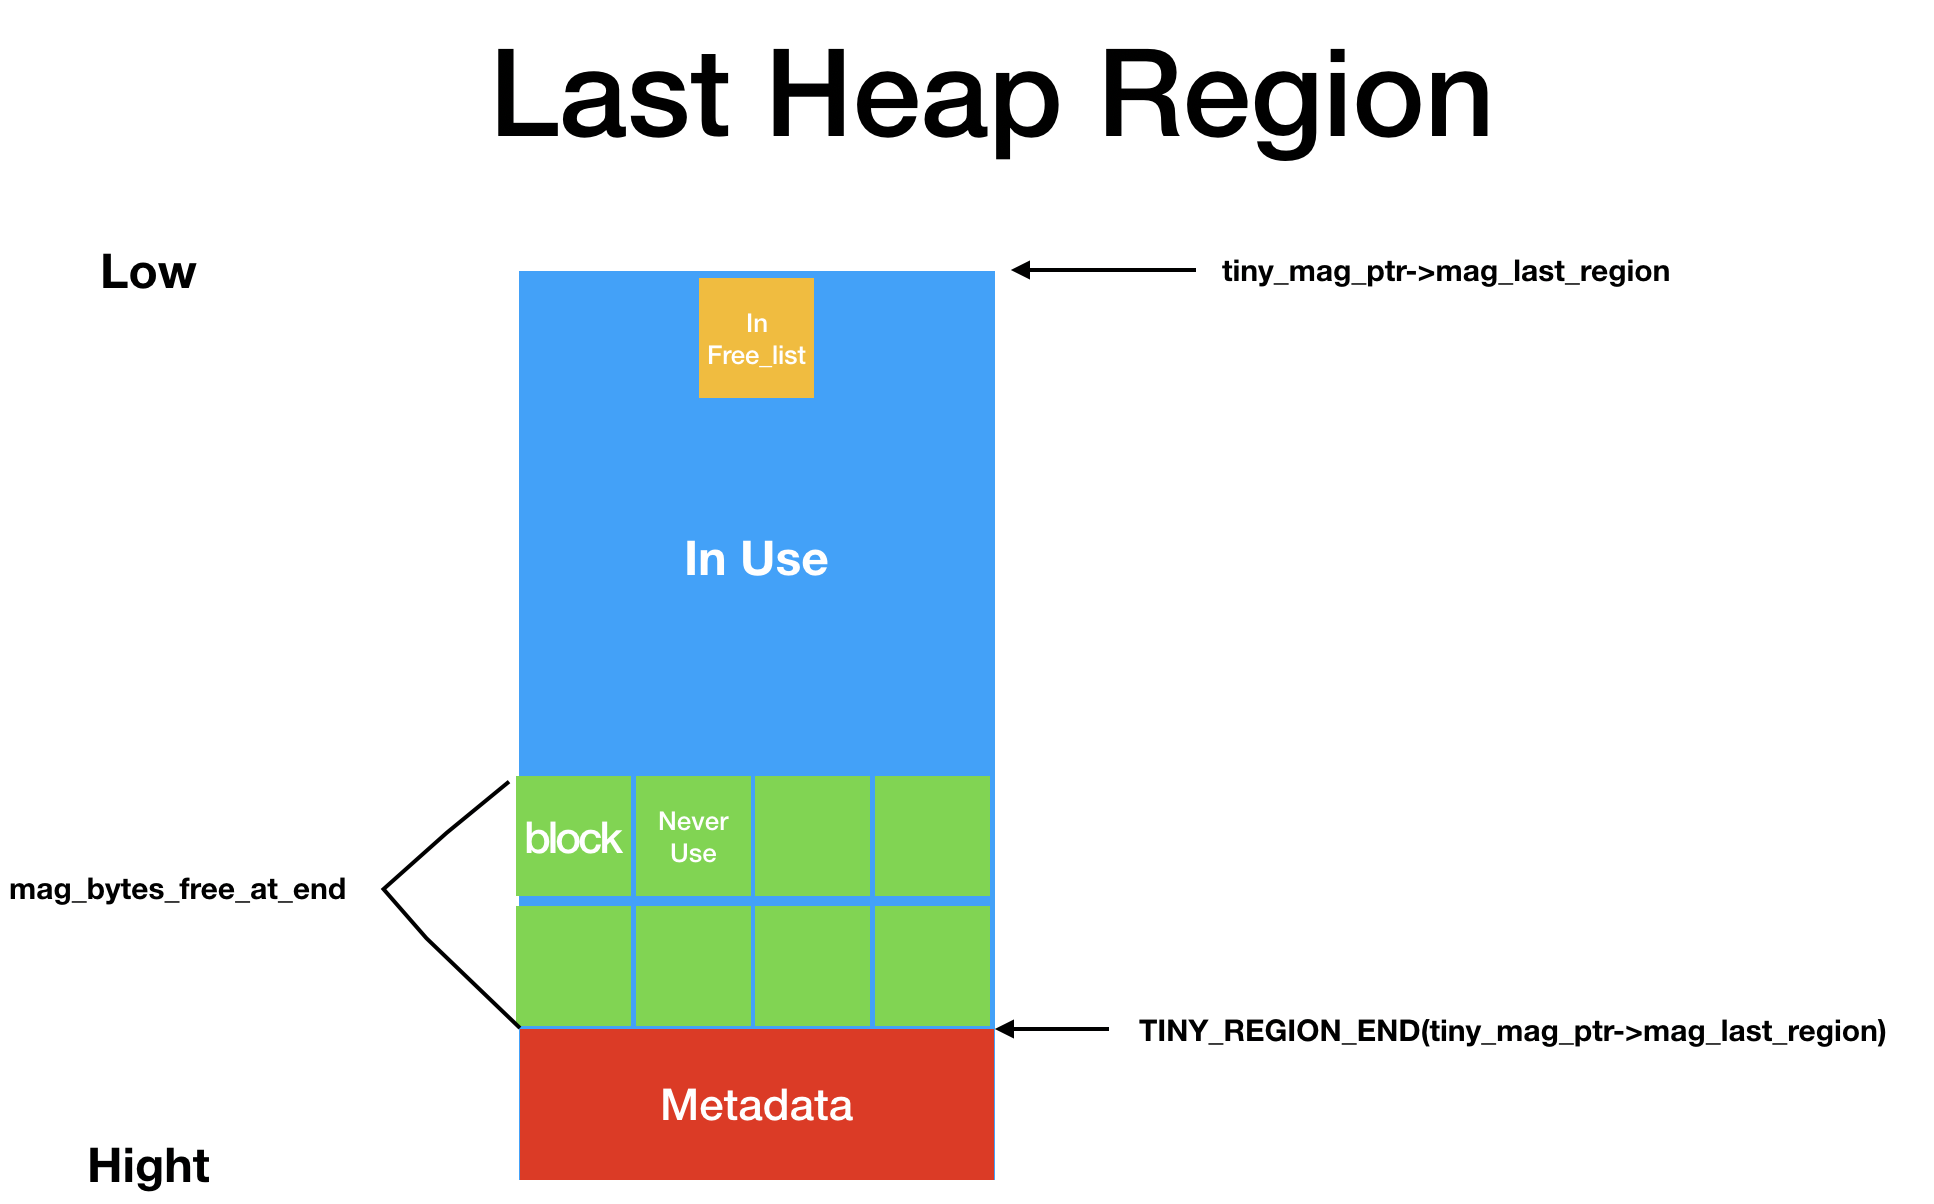 Last Heap Region
Low
tiny_mag_ptr->mag_last_region
In
Free_list
In Use
block
Never
Use
mag_bytes_free_at_end
TINY_REGION_END(tiny_mag_ptr->mag_last_region)
Metadata
Hight